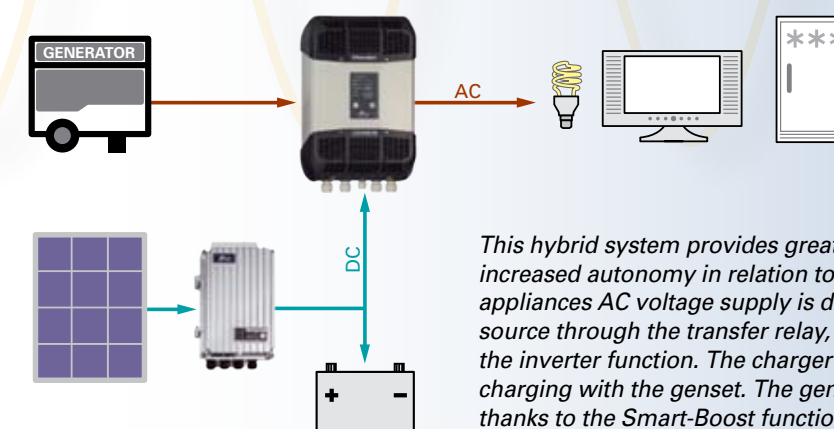 GENERATOR
AC
***
DC
+ -
This hybrid system provides great
increased autonomy in relation to
appliances AC voltage supply is d
source through the transfer relay,
the inverter function. The charger
charging with the genset. The gen
thanks to the Smart-Boost functio